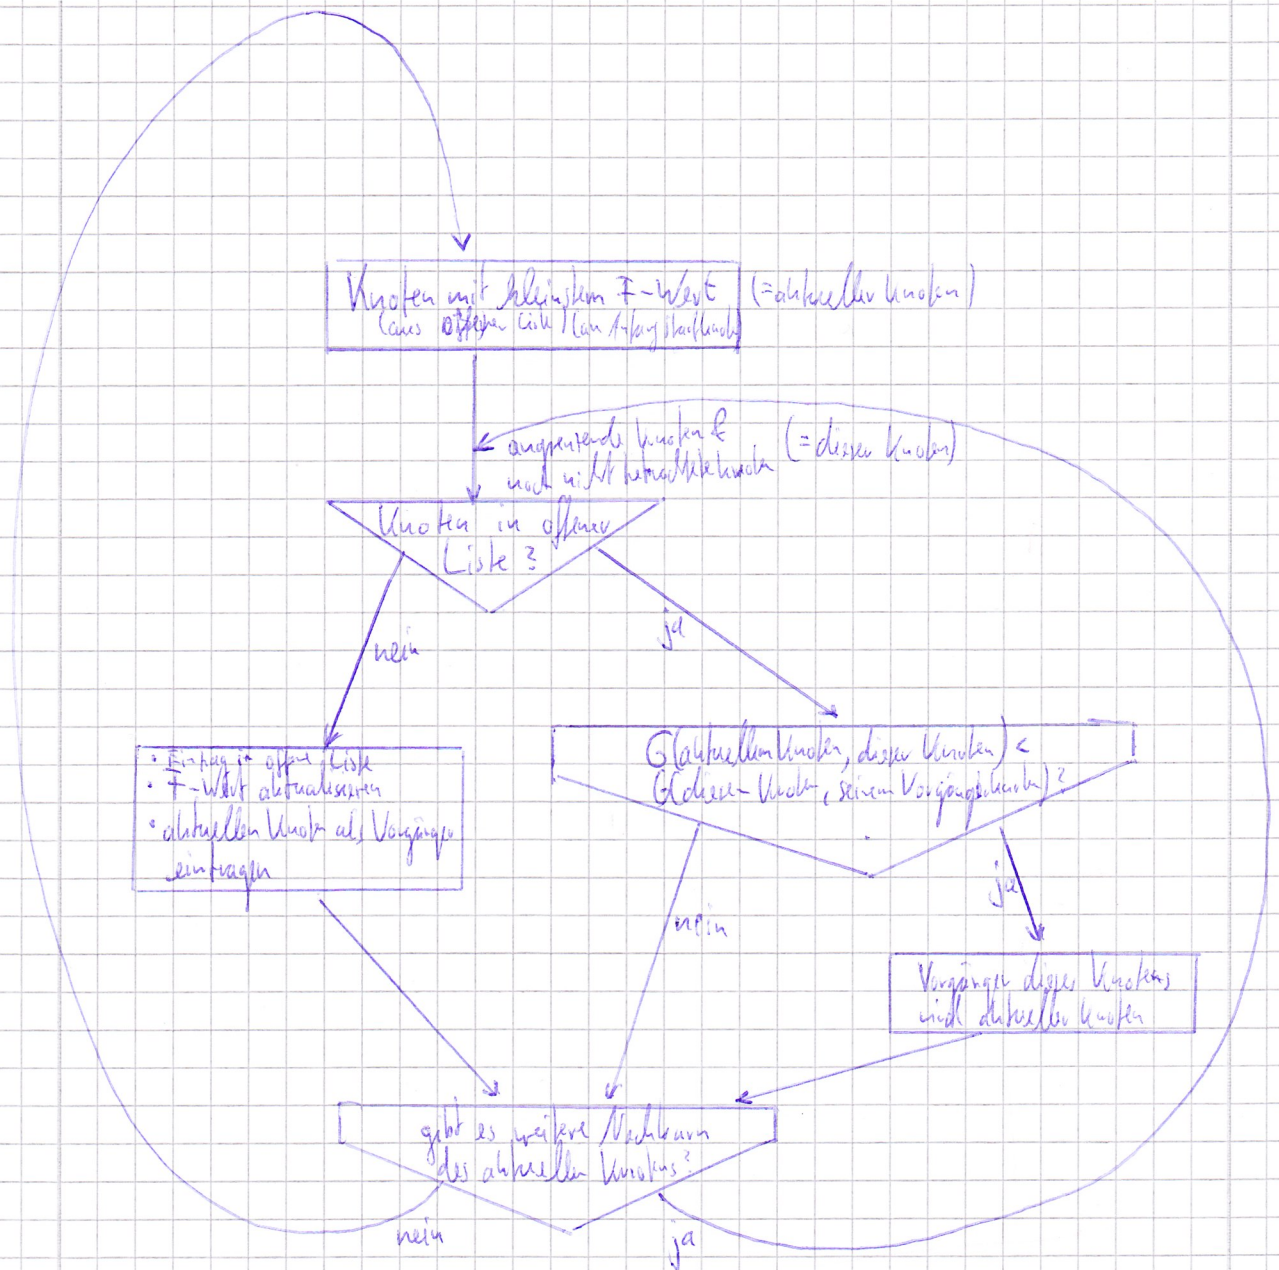 Knoten mit kleinstem F-Wert (=aktueller Knoten)
(aus offener Liste) (am Anfang Startknoten
angrenzende Knoten &
noch nicht betrachtete Knoten (=dieser Knoten)
Knoten in offener
Liste?
nein
ja
· Eintrag in offene Liste
· F-Wert aktualisieren
· aktuellen Knoten als Vorgänger
eintragen
G(aktuellem Knoten, dieser Knoten) <
G(diesen Knoten, seinem Vorgängerknoten)?
nein
ja
Vorgänger dieses Knotens
wird aktueller Knoten
gibt es weitere Nachbarn
des aktuellen Knotens?
nein
ja